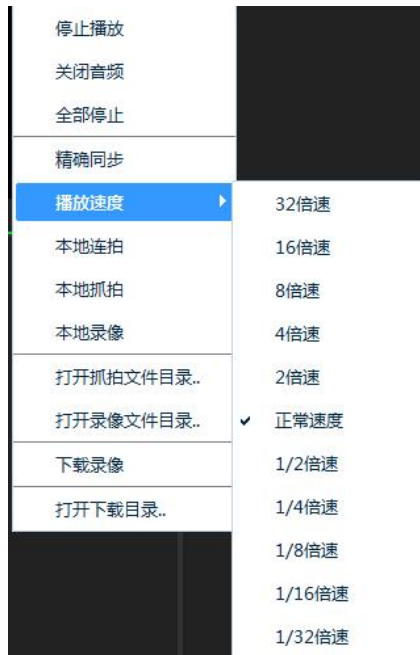 停止播放
关闭音频
全部停止
精确同步
播放速度
本地连拍
本地抓拍
本地录像
打开抓拍文件目录..
打开录像文件目录..
下载录像
打开下载目录..
32倍速
16倍速
8倍速
4倍速
2倍速
正常速度
1/2倍速
1/4倍速
1/8倍速
1/16倍速
1/32倍速